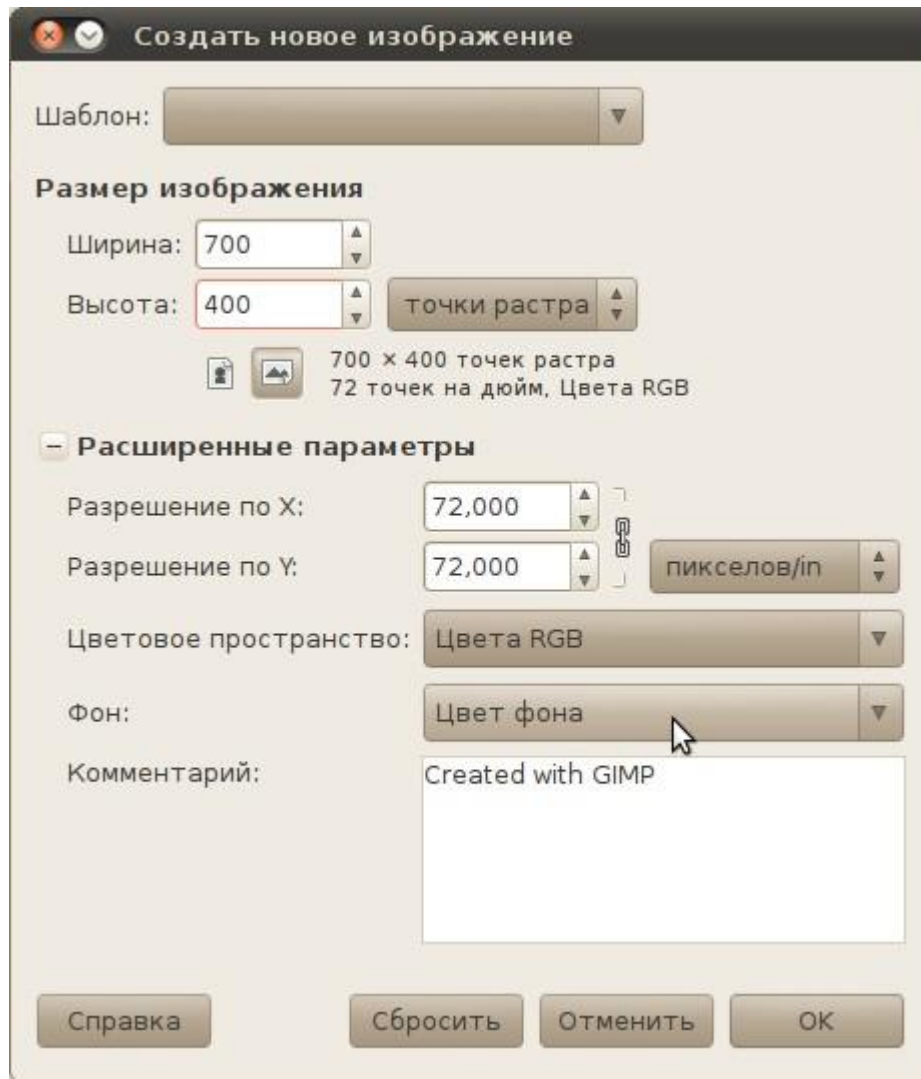 Создать новое изображение
Шаблон:
Размер изображения
Ширина: 700
Высота: 400 точки растра
700 × 400 точек растра
72 точек на дюйм, Цвета RGB
Расширенные параметры
Разрешение по X: 72,000
Разрешение по Y: 72,000 пикселов/in
Цветовое пространство: Цвета RGB
Фон: Цвет фона
Комментарий: Created with GIMP
Справка Сбросить Отменить OK